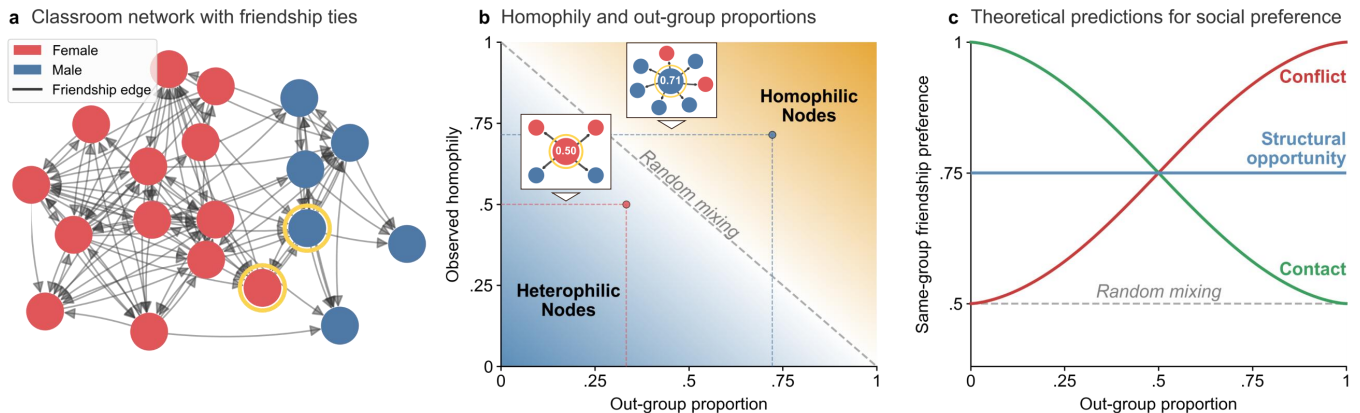 a Classroom network with friendship ties
Female
Male
Friendship edge
b Homophily and out-group proportions
Observed homophily
1
.75
.5
.25
0
0.50
0.71
Homophilic
Nodes
Random mixing
Heterophilic
Nodes
0
.25
.5
.75
1
Out-group proportion
c Theoretical predictions for social preference
Same-group friendship preference
1
.75
.5
Conflict
Structural
opportunity
Contact
Random mixing
0
.25
.5
.75
1
Out-group proportion